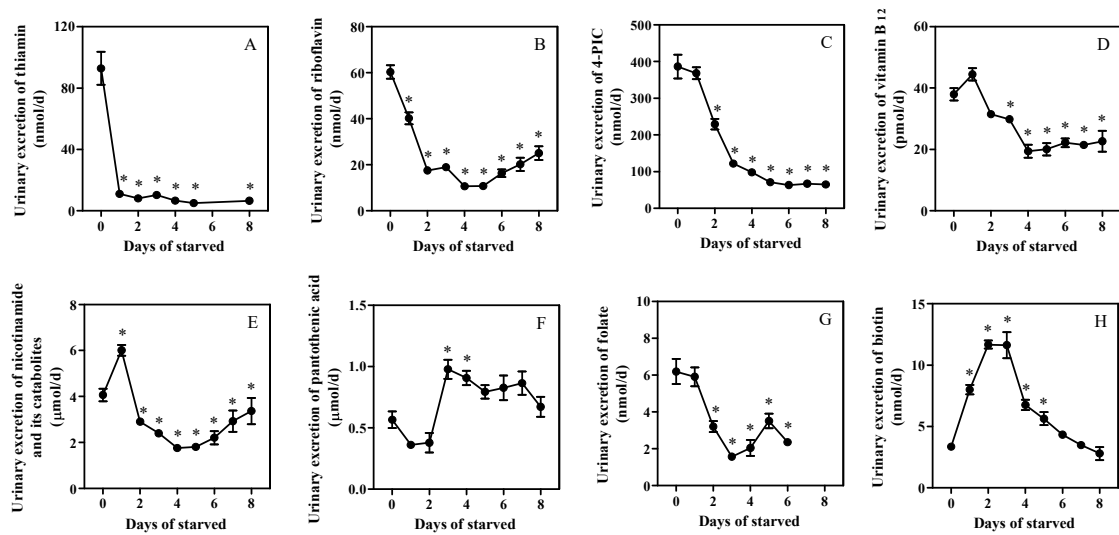 Urinary excretion of thiamin
(nmol/d)
120
80
40
0
A
* * * * * *
0 2 4 6 8
Days of starved
Urinary excretion of riboflavin
(nmol/d)
80
60
40
20
0
B
* * * * * * * *
0 2 4 6 8
Days of starved
Urinary excretion of 4-PIC
(nmol/d)
500
400
300
200
100
0
C
* * * * * * *
0 2 4 6 8
Days of starved
Urinary excretion of vitamin B 12
(pmol/d)
60
40
20
0
D
* * * * * *
0 2 4 6 8
Days of starved
Urinary excretion of nicotinamide
and its catabolites
(μmol/d)
8
6
4
2
0
E
* * * * * * * *
0 2 4 6 8
Days of starved
Urinary excretion of pantothenic acid
(μmol/d)
1.5
1.0
0.5
0.0
F
* *
0 2 4 6 8
Days of starved
Urinary excretion of folate
(nmol/d)
10
8
6
4
2
0
G
* * * * *
0 2 4 6 8
Days of starved
Urinary excretion of biotin
(nmol/d)
15
10
5
0
H
* * * * *
0 2 4 6 8
Days of starved